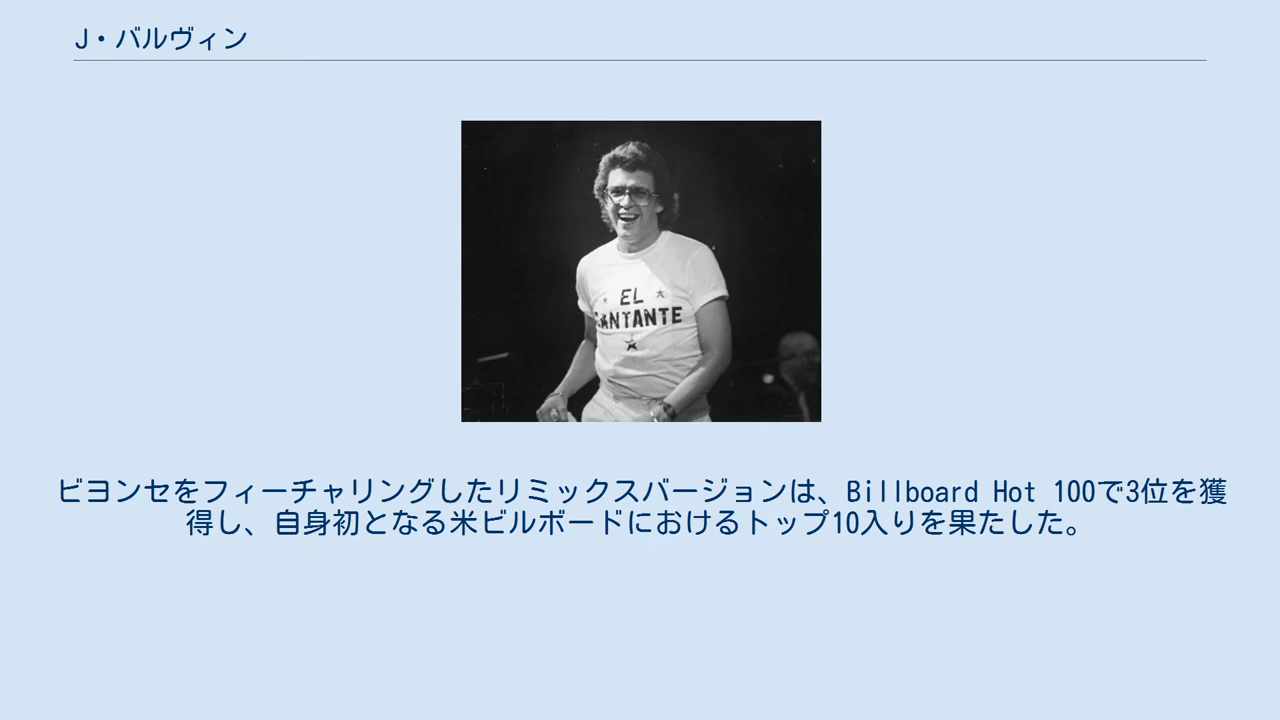 J・バルヴィン
EL
CANTANTE
ビヨンセをフィーチャリングしたリミックスバージョンは、Billboard Hot 100で3位を獲
得し、自身初となる米ビルボードにおけるトップ10入りを果たした。